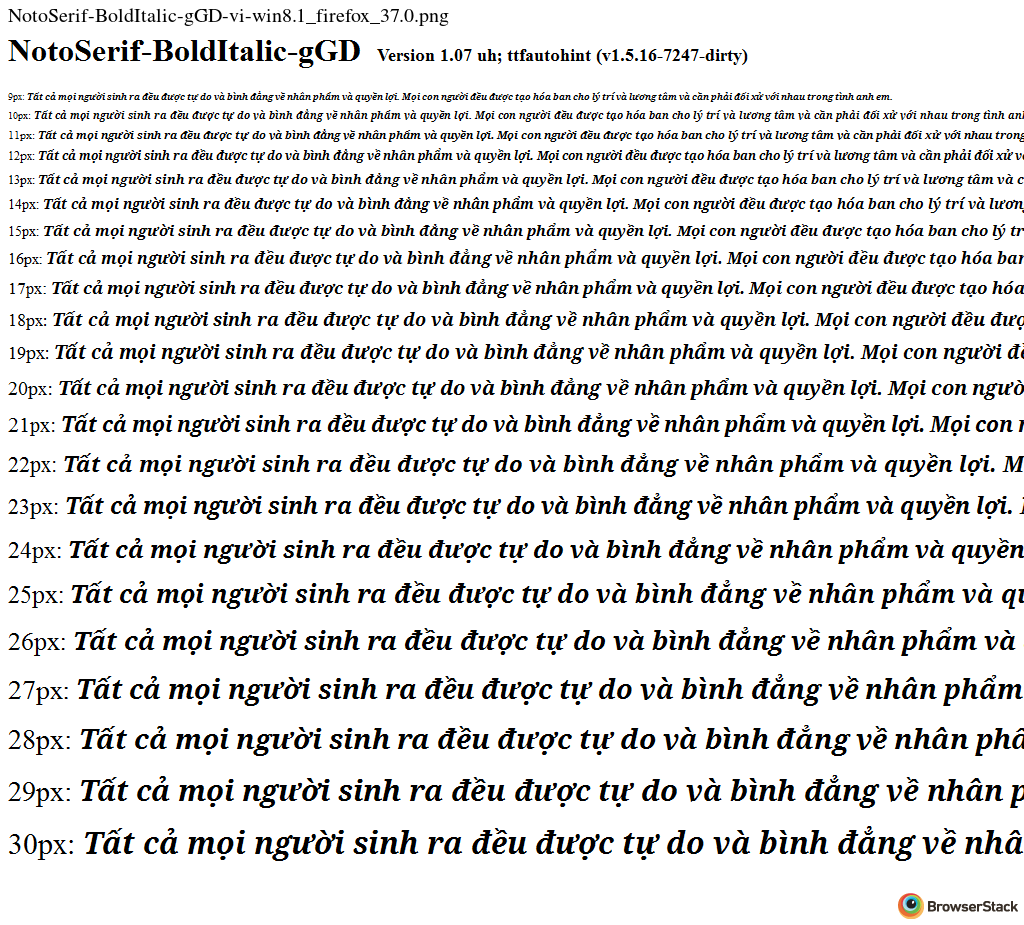 NotoSerif-BoldItalic-gGD-vi-win8.1_firefox_37.0.png
NotoSerif-BoldItalic-gGD Version 1.07 uh; ttfautohint (v1.5.16-7247-dirty)
9px: Tất cả mọi người sinh ra đều được tự do và bình đẳng về nhân phẩm và quyền lợi. Mọi con người đều được tạo hóa ban cho lý trí và lương tâm và cần phải đối xử với nhau trong tình anh em.
10px: Tất cả mọi người sinh ra đều được tự do và bình đẳng về nhân phẩm và quyền lợi. Mọi con người đều được tạo hóa ban cho lý trí và lương tâm và cần phải đối xử với nhau trong tình
11px: Tất cả mọi người sinh ra đều được tự do và bình đẳng về nhân phẩm và quyền lợi. Mọi con người đều được tạo hóa ban cho lý trí và lương tâm và cần phải đối xử với nhau trong
12px: Tất cả mọi người sinh ra đều được tự do và bình đẳng về nhân phẩm và quyền lợi. Mọi con người đều được tạo hóa ban cho lý trí và lương tâm và cần phải đối xử với
13px: Tất cả mọi người sinh ra đều được tự do và bình đẳng về nhân phẩm và quyền lợi. Mọi con người đều được tạo hóa ban cho lý trí và lương tâm và c
14px: Tất cả mọi người sinh ra đều được tự do và bình đẳng về nhân phẩm và quyền lợi. Mọi con người đều được tạo hóa ban cho lý trí và lương
15px: Tất cả mọi người sinh ra đều được tự do và bình đẳng về nhân phẩm và quyền lợi. Mọi con người đều được tạo hóa ban cho lý tr
16px: Tất cả mọi người sinh ra đều được tự do và bình đẳng về nhân phẩm và quyền lợi. Mọi con người đều được tạo hóa ban
17px: Tất cả mọi người sinh ra đều được tự do và bình đẳng về nhân phẩm và quyền lợi. Mọi con người đều được tạo hóa
18px: Tất cả mọi người sinh ra đều được tự do và bình đẳng về nhân phẩm và quyền lợi. Mọi con người đều đượ
19px: Tất cả mọi người sinh ra đều được tự do và bình đẳng về nhân phẩm và quyền lợi. Mọi con người đề
20px: Tất cả mọi người sinh ra đều được tự do và bình đẳng về nhân phẩm và quyền lợi. Mọi con ngườ
21px: Tất cả mọi người sinh ra đều được tự do và bình đẳng về nhân phẩm và quyền lợi. Mọi con
22px: Tất cả mọi người sinh ra đều được tự do và bình đẳng về nhân phẩm và quyền lợi. M
23px: Tất cả mọi người sinh ra đều được tự do và bình đẳng về nhân phẩm và quyền lợi.
24px: Tất cả mọi người sinh ra đều được tự do và bình đẳng về nhân phẩm và quyền
25px: Tất cả mọi người sinh ra đều được tự do và bình đẳng về nhân phẩm và qu
26px: Tất cả mọi người sinh ra đều được tự do và bình đẳng về nhân phẩm và
27px: Tất cả mọi người sinh ra đều được tự do và bình đẳng về nhân phẩm
28px: Tất cả mọi người sinh ra đều được tự do và bình đẳng về nhân phẩ
29px: Tất cả mọi người sinh ra đều được tự do và bình đẳng về nhân p
30px: Tất cả mọi người sinh ra đều được tự do và bình đẳng về nhâ
BrowserStack